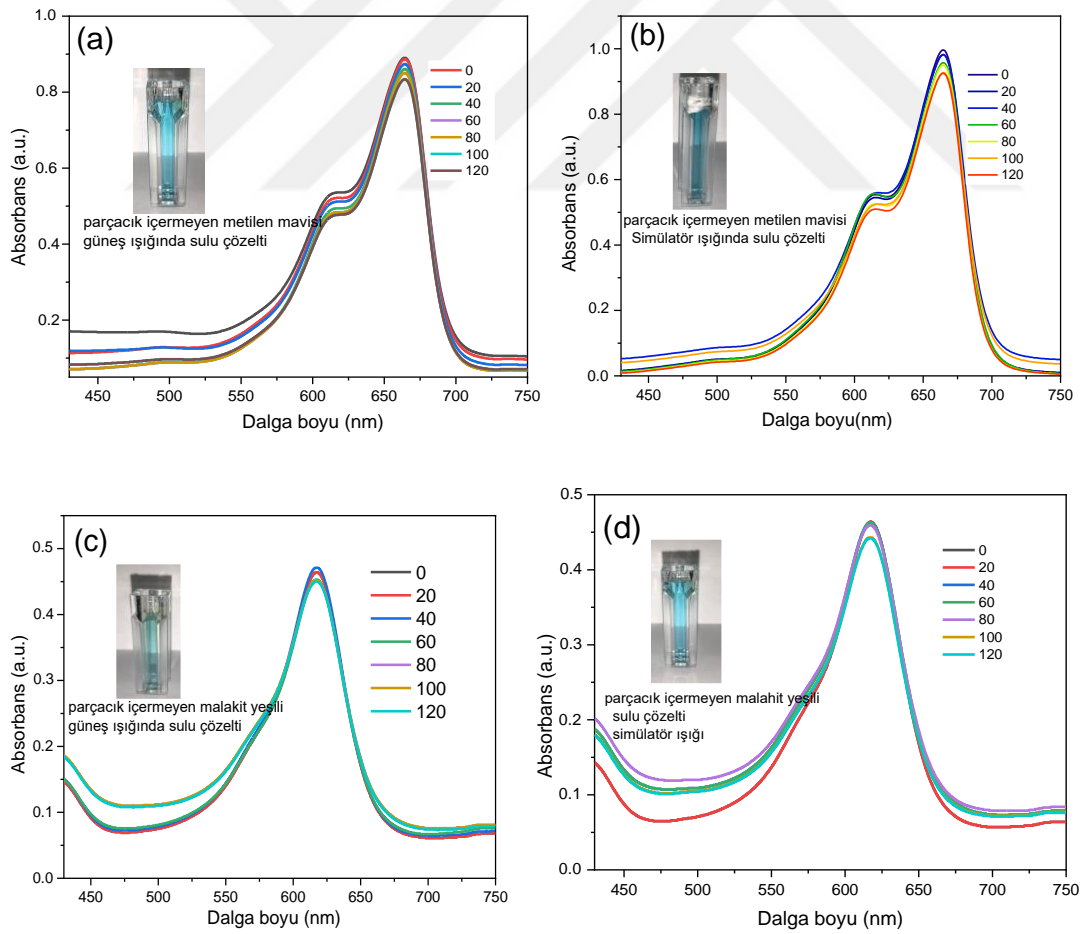 (a)
1.0
0.8
0.6
0.4
0.2
Absorbans (a.u.)
0
20
40
60
80
100
120
parçacık içermeyen metilen mavisi
güneş ışığında sulu çözelti
450 500 550 600 650 700 750
Dalga boyu (nm)
(b)
1.0
0.8
0.6
0.4
0.2
0.0
Absorbans (a.u.)
0
20
40
60
80
100
120
parçacık içermeyen metilen mavisi
Simülatör ışığında sulu çözelti
450 500 550 600 650 700 750
Dalga boyu(nm)
(c)
0.5
0.4
0.3
0.2
0.1
0.0
Absorbans (a.u.)
0
20
40
60
80
100
120
parçacık içermeyen malakit yeşili
güneş ışığında sulu çözelti
450 500 550 600 650 700 750
Dalga boyu (nm)
(d)
0.5
0.4
0.3
0.2
0.1
0.0
Absorbans (a.u.)
0
20
40
60
80
100
120
parçacık içermeyen malahit yeşili
sulu çözelti
simülatör ışığı
450 500 550 600 650 700 750
Dalga boyu (nm)